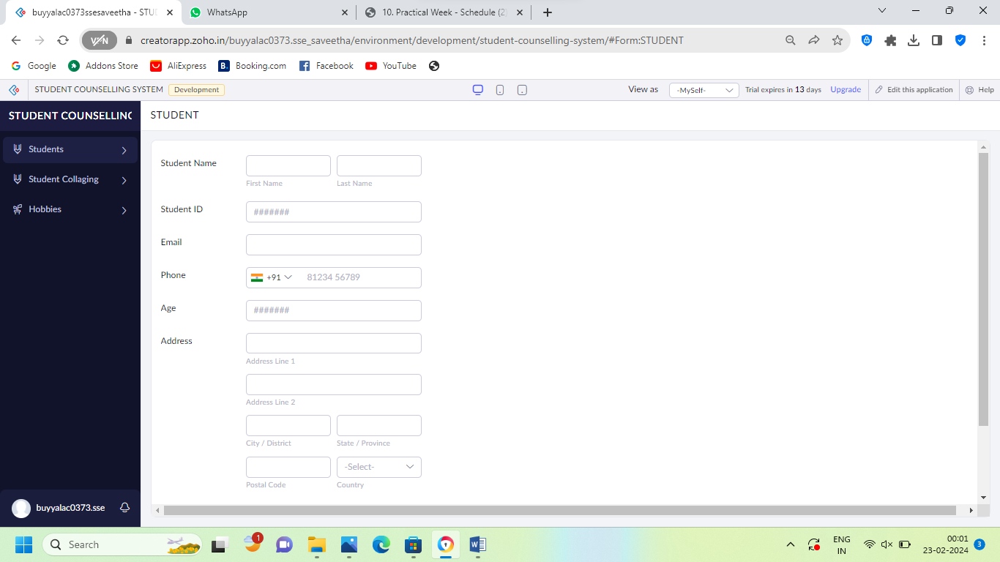 buyyalac0373ssesaveetha - STUD
WhatsApp
10. Practical Week - Schedule (2)
VPN
creatorapp.zoho.in/buyyalac0373.sse_saveetha/environment/development/student-counselling-system/#Form:STUDENT
G Google
Addons Store
AliExpress
B. Booking.com
Facebook
YouTube
STUDENT COUNSELLING SYSTEM
Development
View as
-MySelf-
Trial expires in 13 days
Upgrade
Edit this application
Help
STUDENT COUNSELLING
STUDENT
Students
Student Collaging
Hobbies
Student Name
First Name
Last Name
Student ID
#######
Email
Phone
+91
81234 56789
Age
#######
Address
Address Line 1
Address Line 2
City / District
State / Province
-Select-
Postal Code
Country
buyyalac0373.sse
Search
1
ENG
IN
00:01
23-02-2024
3